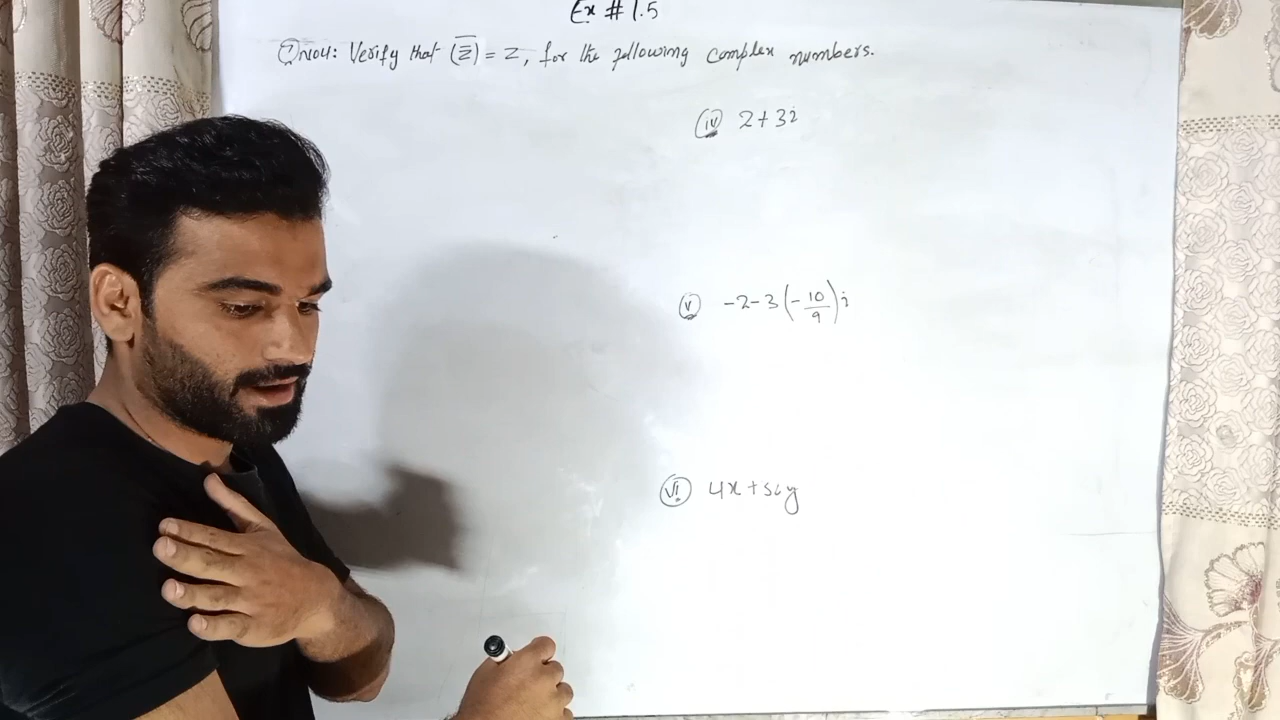 Ex # 1.5
Q No4: Verify that (z̿) = z, for the following complex numbers.
(iv) 2+3i
(v) -2-3(-10/9)i
(vi) 4x+5iy